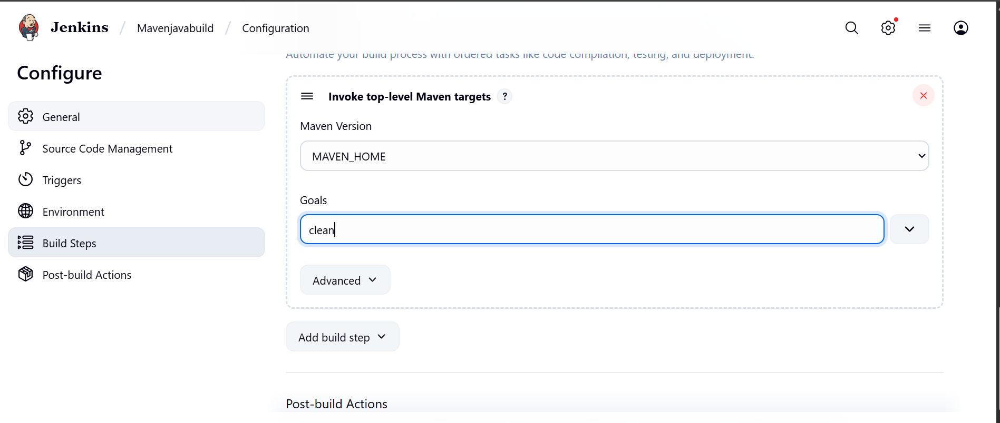 Jenkins / Mavenjavabuild / Configuration
Automate your build process with ordered tasks like code compilation, testing, and deployment.
Configure
General
Source Code Management
Triggers
Environment
Build Steps
Post-build Actions
Invoke top-level Maven targets ?
Maven Version
MAVEN_HOME
Goals
clean
Advanced
Add build step
Post-build Actions